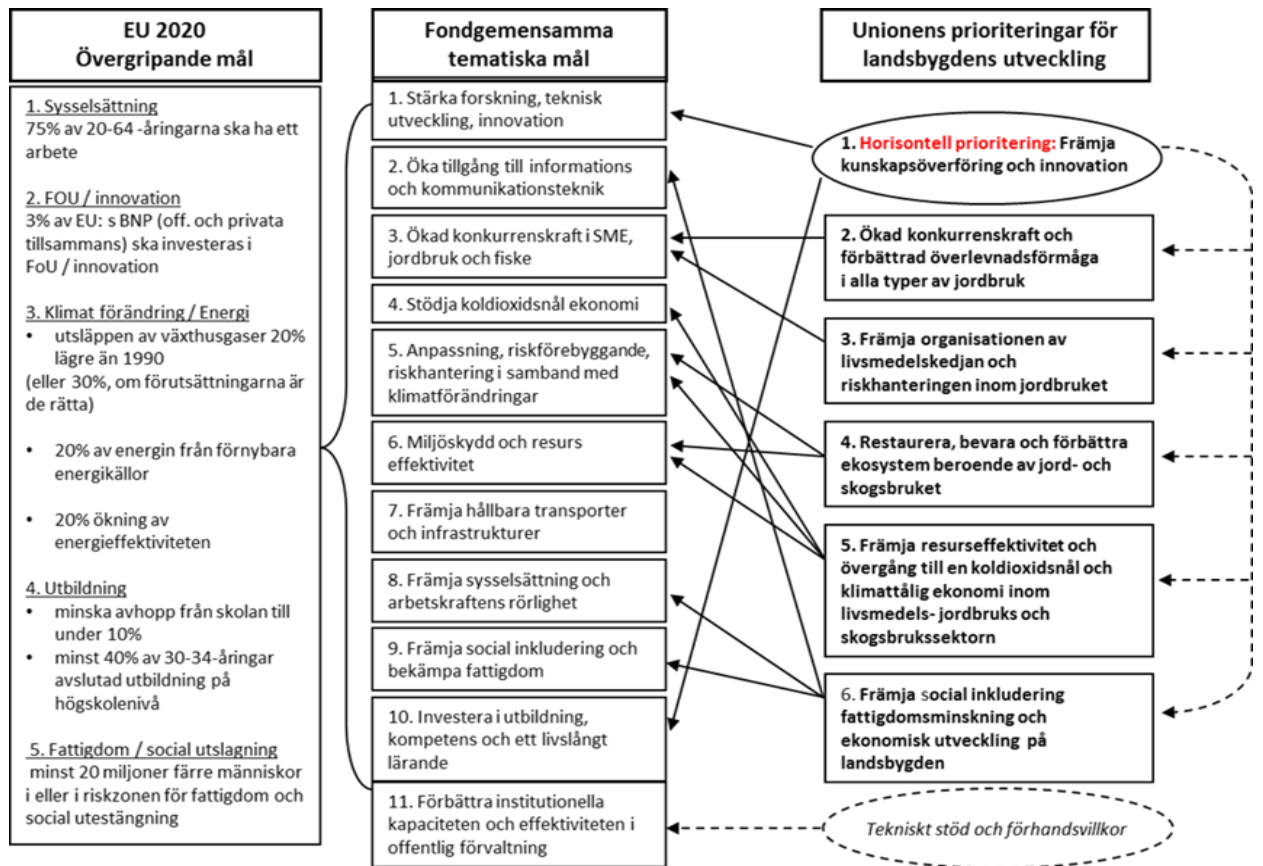 EU 2020
Övergripande mål
1. Sysselsättning
75% av 20-64 -åringarna ska ha ett
arbete
2. FOU / innovation
3% av EU: s BNP (off. och privata
tillsammans) ska investeras i
FoU / innovation
3. Klimat förändring / Energi
• utsläppen av växthusgaser 20%
lägre än 1990
(eller 30%, om förutsättningarna är
de rätta)
• 20% av energin från förnybara
energikällor
• 20% ökning av
energieffektiviteten
4. Utbildning
• minska avhopp från skolan till
under 10%
• minst 40% av 30-34-åringar
avslutad utbildning på
högskolenivå
5. Fattigdom / social utslagning
minst 20 miljoner färre människor
i eller i riskzonen för fattigdom och
social utestängning
Fondgemensamma
tematiska mål
1. Stärka forskning, teknisk
utveckling, innovation
2. Öka tillgång till informations
och kommunikationsteknik
3. Ökad konkurrenskraft i SME,
jordbruk och fiske
4. Stödja koldioxidsnål ekonomi
5. Anpassning, riskförebyggande,
riskhantering i samband med
klimatförändringar
6. Miljöskydd och resurs
effektivitet
7. Främja hållbara transporter
och infrastrukturer
8. Främja sysselsättning och
arbetskraftens rörlighet
9. Främja social inkludering och
bekämpa fattigdom
10. Investera i utbildning,
kompetens och ett livslångt
lärande
11. Förbättra institutionella
kapaciteten och effektiviteten i
offentlig förvaltning
Unionens prioriteringar för
landsbygdens utveckling
1. Horisontell prioritering: Främja
kunskapsöverföring och innovation
2. Ökad konkurrenskraft och
förbättrad överlevnadsförmåga
i alla typer av jordbruk
3. Främja organisationen av
livsmedelskedjan och
riskhanteringen inom jordbruket
4. Restaurera, bevara och förbättra
ekosystem beroende av jord- och
skogsbruket
5. Främja resurseffektivitet och
övergång till en koldioxidsnål och
klimattålig ekonomi inom
livsmedels- jordbruks och
skogsbrukssektorn
6. Främja social inkludering
fattigdomsminskning och
ekonomisk utveckling på
landsbygden
Tekniskt stöd och förhandsvillkor